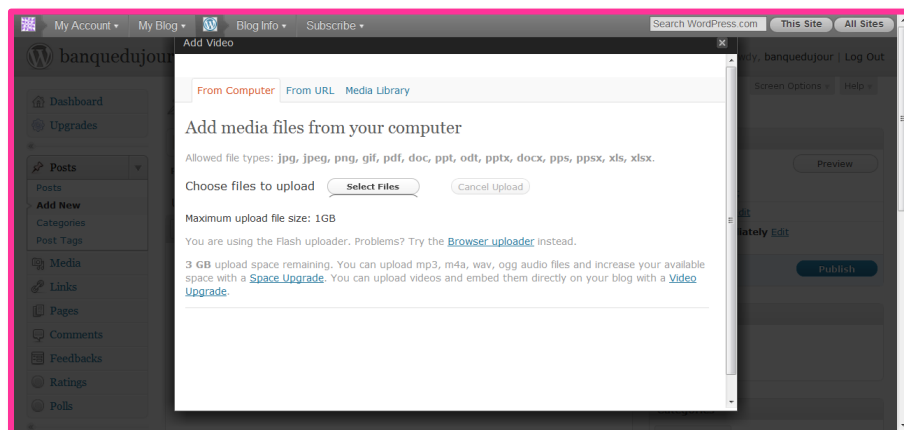 My Account ▾ My Blog ▾ Blog Info ▾ Subscribe ▾ Search WordPress.com This Site All Sites
Add Video
banquedujour
banquedujour | Log Out
Screen Options Help
From Computer From URL Media Library
Dashboard
Upgrades
Add media files from your computer
Allowed file types: jpg, jpeg, png, gif, pdf, doc, ppt, odt, pptx, docx, pps, ppsx, xls, xlsx.
Posts
Preview
Choose files to upload Select Files Cancel Upload
Posts
Add New
Categories
Post Tags
Maximum upload file size: 1GB
Edit
You are using the Flash uploader. Problems? Try the Browser uploader instead.
Edit
3 GB upload space remaining. You can upload mp3, m4a, wav, ogg audio files and increase your available
space with a Space Upgrade. You can upload videos and embed them directly on your blog with a Video
Upgrade.
Media
Publish
Links
Pages
Comments
Feedbacks
Ratings
Polls